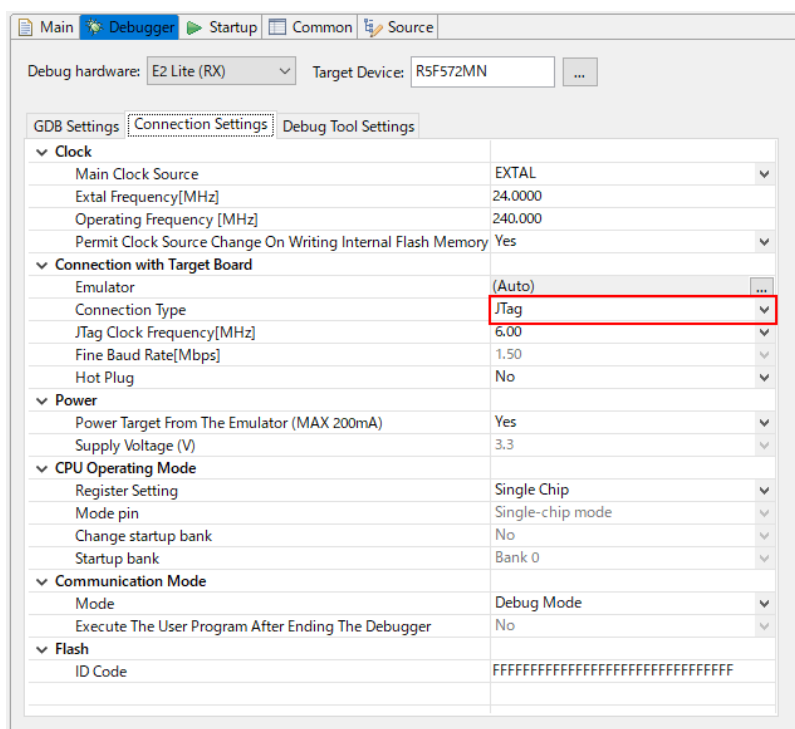 Main Debugger Startup Common Source
Debug hardware: E2 Lite (RX) Target Device: R5F572MN ...
GDB Settings Connection Settings Debug Tool Settings
Clock
Main Clock Source EXTAL
Extal Frequency[MHz] 24.0000
Operating Frequency [MHz] 240.000
Permit Clock Source Change On Writing Internal Flash Memory Yes
Connection with Target Board
Emulator (Auto) ...
Connection Type JTag
JTag Clock Frequency[MHz] 6.00
Fine Baud Rate[Mbps] 1.50
Hot Plug No
Power
Power Target From The Emulator (MAX 200mA) Yes
Supply Voltage (V) 3.3
CPU Operating Mode
Register Setting Single Chip
Mode pin Single-chip mode
Change startup bank No
Startup bank Bank 0
Communication Mode
Mode Debug Mode
Execute The User Program After Ending The Debugger No
Flash
ID Code FFFFFFFFFFFFFFFFFFFFFFFFFFFFFFFF